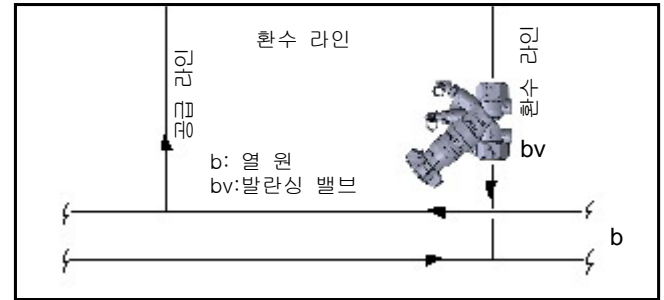 환수 라인
공급 라인
환수 라인
b: 열 원
bv:발란싱 밸브
bv
b